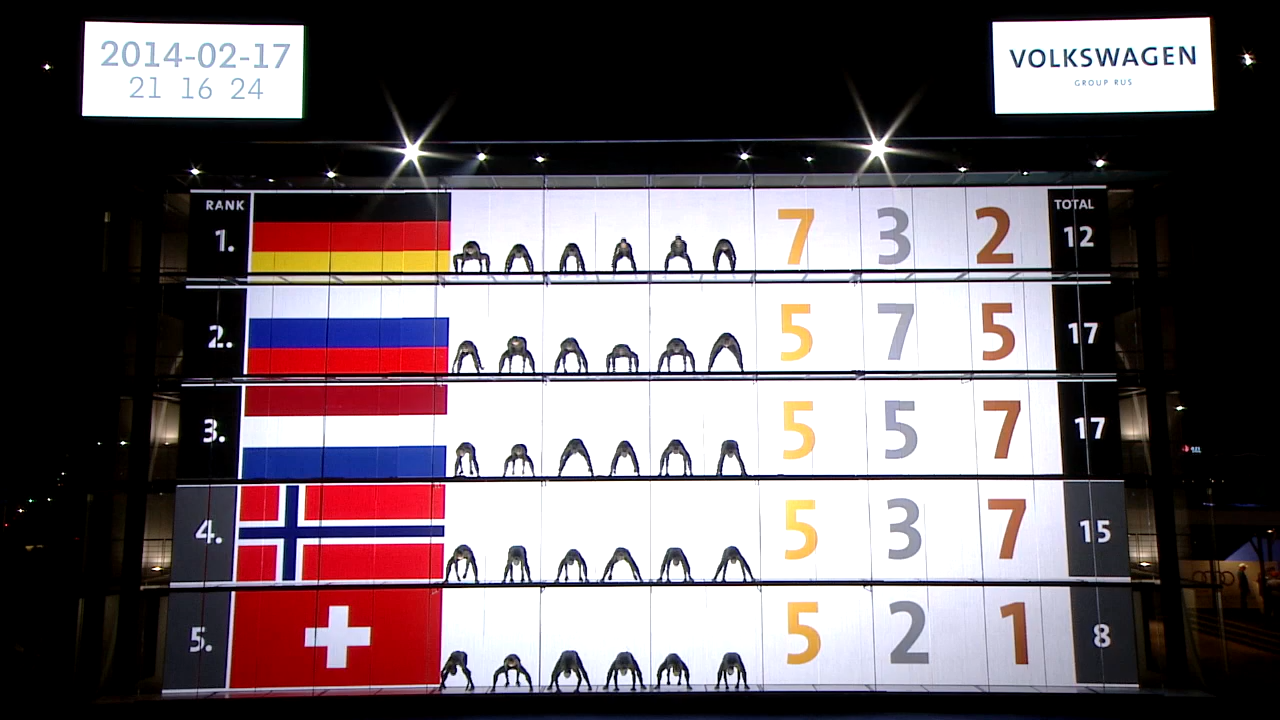 2014-02-17
21 16 24
VOLKSWAGEN
GROUP RUS
RANK
TOTAL
1. 7 3 2 12
2. 5 7 5 17
3. 5 5 7 17
4. 5 3 7 15
5. 5 2 1 8